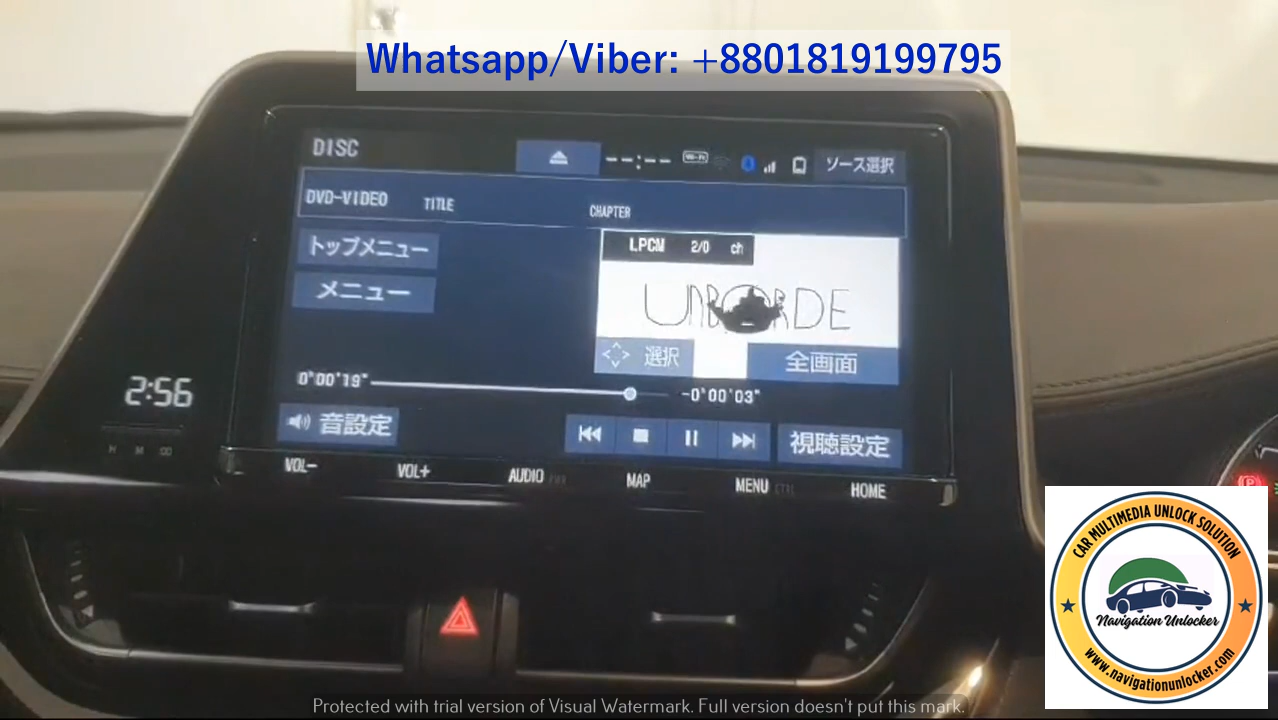 Whatsapp/Viber: +8801819199795
DISC
--:-- Wi-Fi ソース選択
DVD-VIDEO TITLE CHAPTER
トップメニュー
LPCM 2/0 ch
メニュー
選択 全画面
0°00'19" -0°00'03"
2:56
音設定 視聴設定
VOL- VOL+ AUDIO MAP MENU HOME
CAR MULTIMEDIA UNLOCK SOLUTION
Navigation Unlocker
www.navigationunlocker.com
Protected with trial version of Visual Watermark. Full version doesn't put this mark.